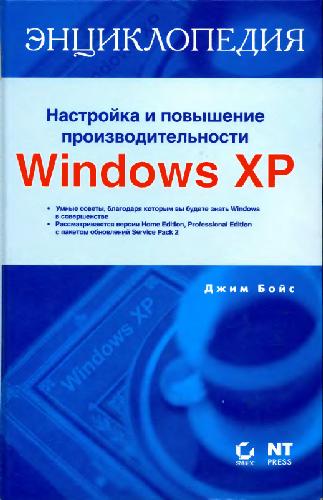 ЭНЦИКЛОПЕДИЯ
Настройка и повышение
производительности
Windows XP
• Умные советы, благодаря которым вы будете знать Windows
в совершенстве
• Рассматриваются версии Home Edition, Professional Edition
с пакетом обновлений Service Pack 2
Джим Бойс
Windows XP
SYBEX
NT
PRESS